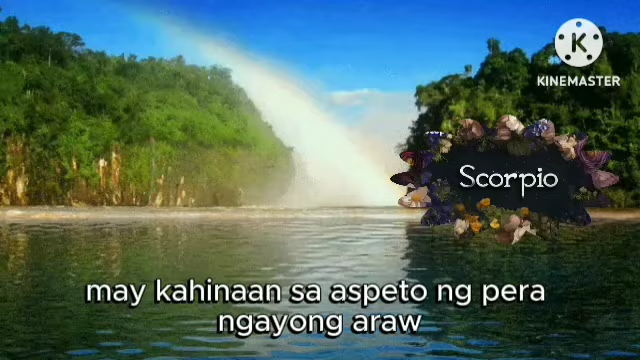 K
KINEMASTER
Scorpio
may kahinaan sa aspeto ng pera
ngayong araw